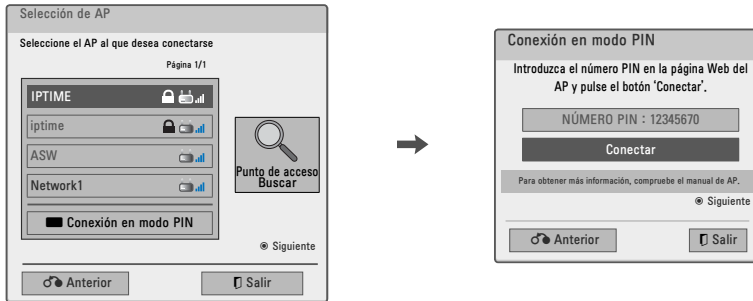 Selección de AP
Seleccione el AP al que desea conectarse
Página 1/1
IPTIME
iptime
ASW
Network1
Punto de acceso
Buscar
Conexión en modo PIN
Siguiente
Anterior
Salir
Conexión en modo PIN
Introduzca el número PIN en la página Web del
AP y pulse el botón ‘Conectar’.
NÚMERO PIN : 12345670
Conectar
Para obtener más información, compruebe el manual de AP.
Siguiente
Anterior
Salir